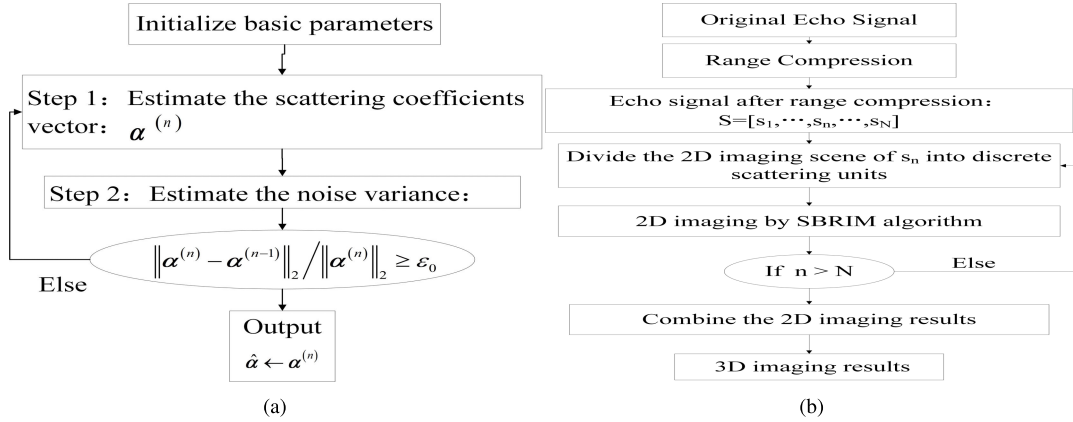 Initialize basic parameters
Step 1： Estimate the scattering coefficients
vector： α (n)
Step 2： Estimate the noise variance：
‖α(n) − α(n−1)‖2 / ‖α(n)‖2 ≥ ε0
Else
Output
α̂ ← α(n)
(a)
Original Echo Signal
Range Compression
Echo signal after range compression：
S=[s1,⋯,sn,⋯,sN]
Divide the 2D imaging scene of sn into discrete
scattering units
2D imaging by SBRIM algorithm
If n > N
Else
Combine the 2D imaging results
3D imaging results
(b)